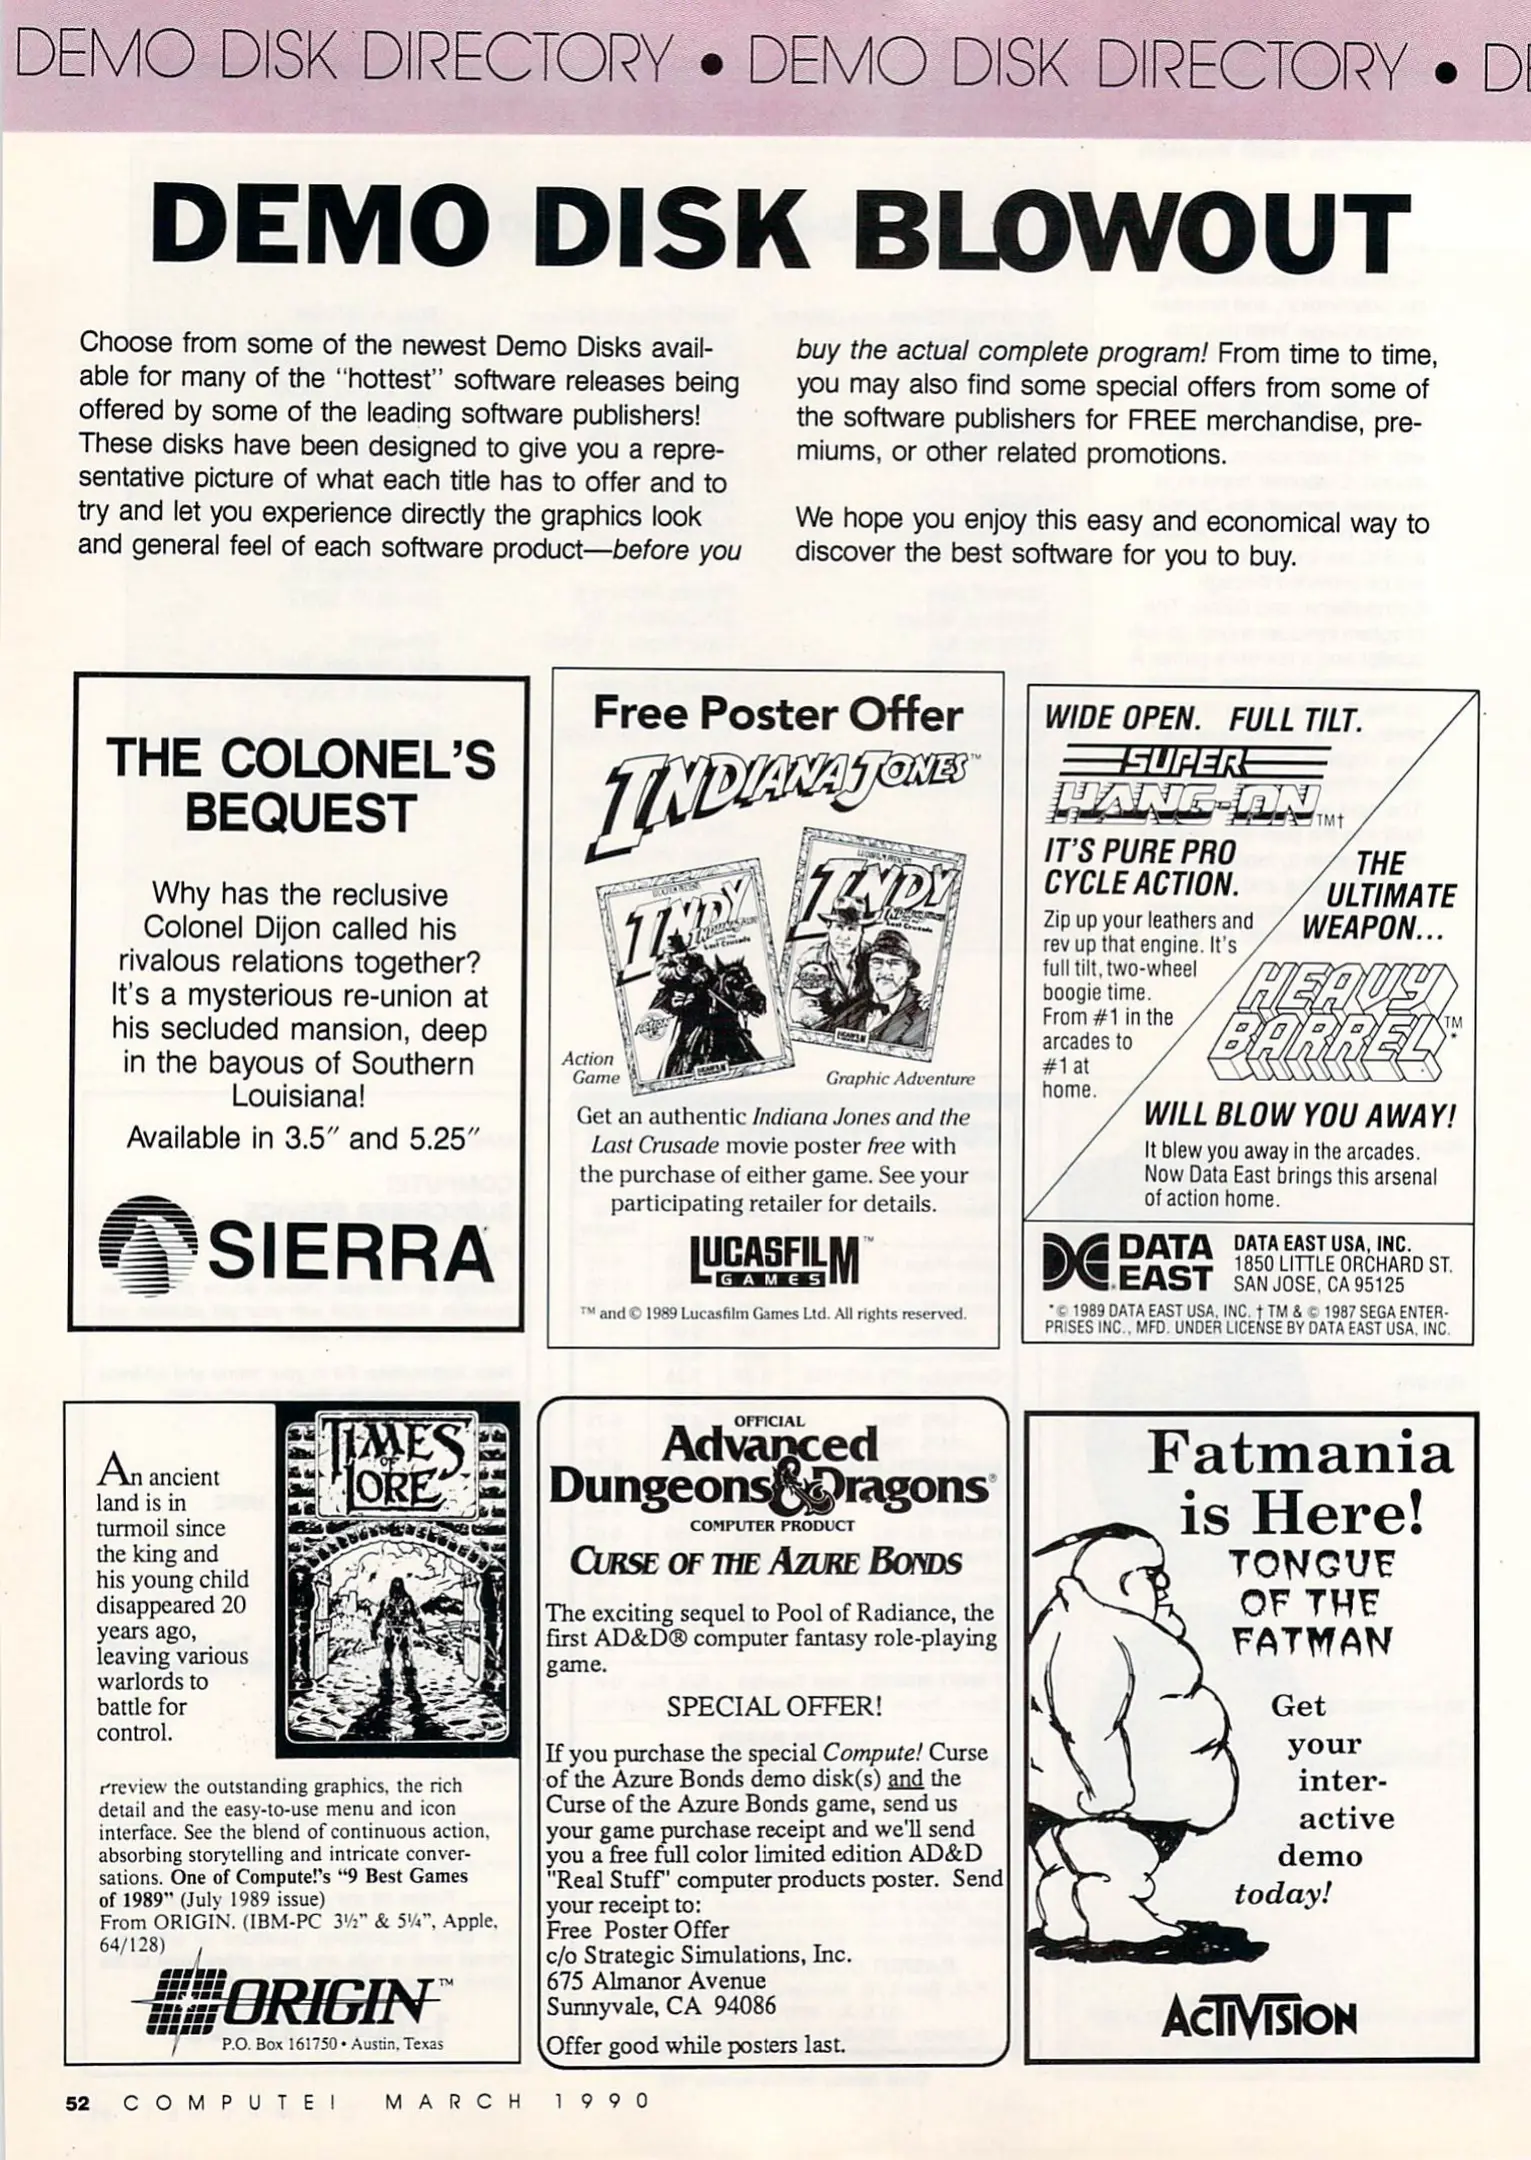 DEMO DISK DIRECTORY • DEMO DISK DIRECTORY • DE
DEMO DISK BLOWOUT
Choose from some of the newest Demo Disks avail-
able for many of the "hottest" software releases being
offered by some of the leading software publishers!
These disks have been designed to give you a repre-
sentative picture of what each title has to offer and to
try and let you experience directly the graphics look
and general feel of each software product—before you
buy the actual complete program! From time to time,
you may also find some special offers from some of
the software publishers for FREE merchandise, pre-
miums, or other related promotions.
We hope you enjoy this easy and economical way to
discover the best software for you to buy.
THE COLONEL'S
BEQUEST
Why has the reclusive
Colonel Dijon called his
rivalous relations together?
It's a mysterious re-union at
his secluded mansion, deep
in the bayous of Southern
Louisiana!
Available in 3.5" and 5.25"
SIERRA
Free Poster Offer
INDIANA JONES™
INDY
INDIANA JONES
and the
Last Crusade
INDY
INDIANA JONES
and the
Last Crusade
Action
Game
Graphic Adventure
Get an authentic Indiana Jones and the
Last Crusade movie poster free with
the purchase of either game. See your
participating retailer for details.
LUCASFILM™
GAMES
™ and © 1989 Lucasfilm Games Ltd. All rights reserved.
WIDE OPEN. FULL TILT.
SUPER
HANG-ON TM†
IT'S PURE PRO
CYCLE ACTION.
Zip up your leathers and
rev up that engine. It's
full tilt, two-wheel
boogie time.
From #1 in the
arcades to
#1 at
home.
THE
ULTIMATE
WEAPON...
HEAVY
BARREL TM*
WILL BLOW YOU AWAY!
It blew you away in the arcades.
Now Data East brings this arsenal
of action home.
DATA
EAST
DATA EAST USA, INC.
1850 LITTLE ORCHARD ST.
SAN JOSE, CA 95125
*© 1989 DATA EAST USA, INC. † TM & © 1987 SEGA ENTER-
PRISES INC., MFD. UNDER LICENSE BY DATA EAST USA, INC.
An ancient
land is in
turmoil since
the king and
his young child
disappeared 20
years ago,
leaving various
warlords to
battle for
control.
TIMES
OF
LORE
Preview the outstanding graphics, the rich
detail and the easy-to-use menu and icon
interface. See the blend of continuous action,
absorbing storytelling and intricate conver-
sations. One of Compute!'s "9 Best Games
of 1989" (July 1989 issue)
From ORIGIN. (IBM-PC 3½" & 5¼", Apple,
64/128)
ORIGIN™
P.O. Box 161750 • Austin, Texas
OFFICIAL
Advanced
Dungeons & Dragons®
COMPUTER PRODUCT
CURSE OF THE AZURE BONDS
The exciting sequel to Pool of Radiance, the
first AD&D® computer fantasy role-playing
game.
SPECIAL OFFER!
If you purchase the special Compute! Curse
of the Azure Bonds demo disk(s) and the
Curse of the Azure Bonds game, send us
your game purchase receipt and we'll send
you a free full color limited edition AD&D
"Real Stuff" computer products poster. Send
your receipt to:
Free Poster Offer
c/o Strategic Simulations, Inc.
675 Almanor Avenue
Sunnyvale, CA 94086
Offer good while posters last.
Fatmania
is Here!
TONGUE
OF THE
FATMAN
Get
your
inter-
active
demo
today!
ACTIVISION
52 COMPUTE! MARCH 1990